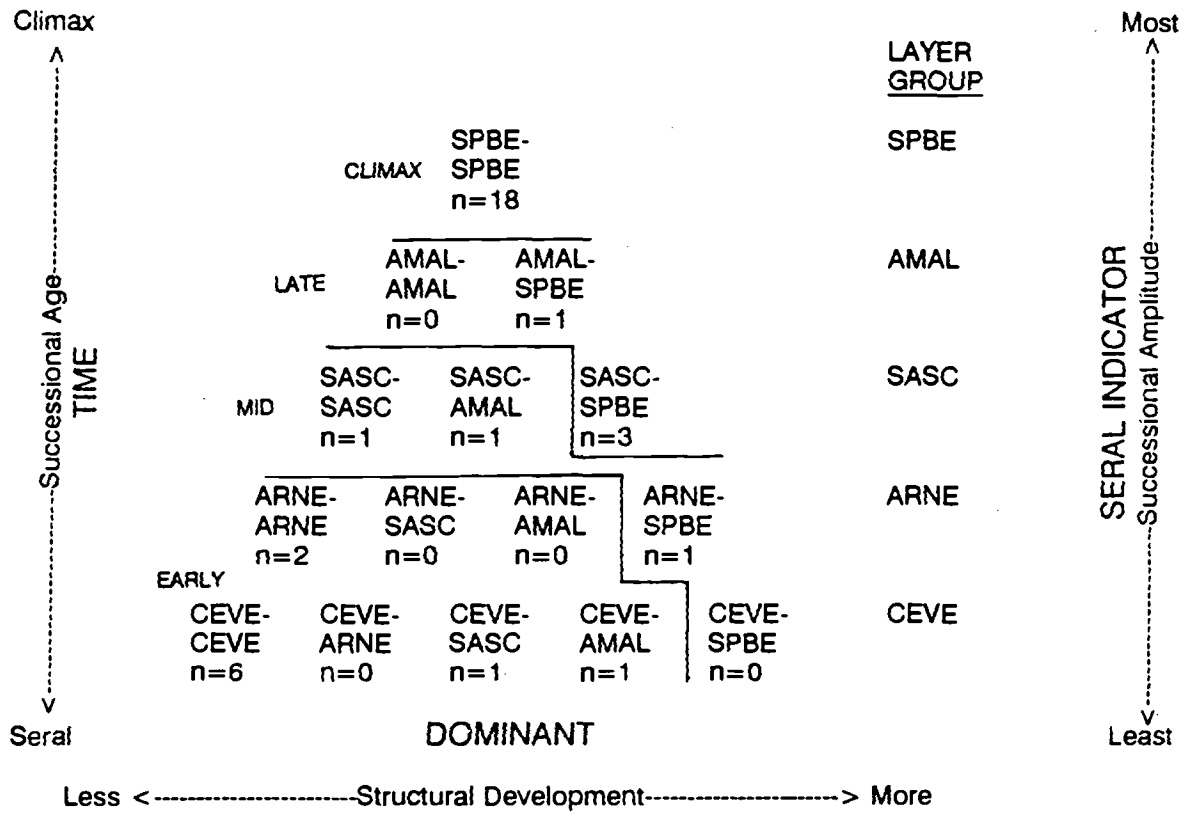 Climax
Most
LAYER
GROUP
SPBE-
SPBE
n=18
CLIMAX
SPBE
AMAL-
AMAL
n=0
AMAL-
SPBE
n=1
LATE
AMAL
SASC-
SASC
n=1
SASC-
AMAL
n=1
SASC-
SPBE
n=3
MID
SASC
ARNE-
ARNE
n=2
ARNE-
SASC
n=0
ARNE-
AMAL
n=0
ARNE-
SPBE
n=1
ARNE
EARLY
CEVE-
CEVE
n=6
CEVE-
ARNE
n=0
CEVE-
SASC
n=1
CEVE-
AMAL
n=1
CEVE-
SPBE
n=0
CEVE
Successional Age
TIME
SERAL INDICATOR
Successional Amplitude
Seral
DOMINANT
Least
Less <---Structural Development---> More